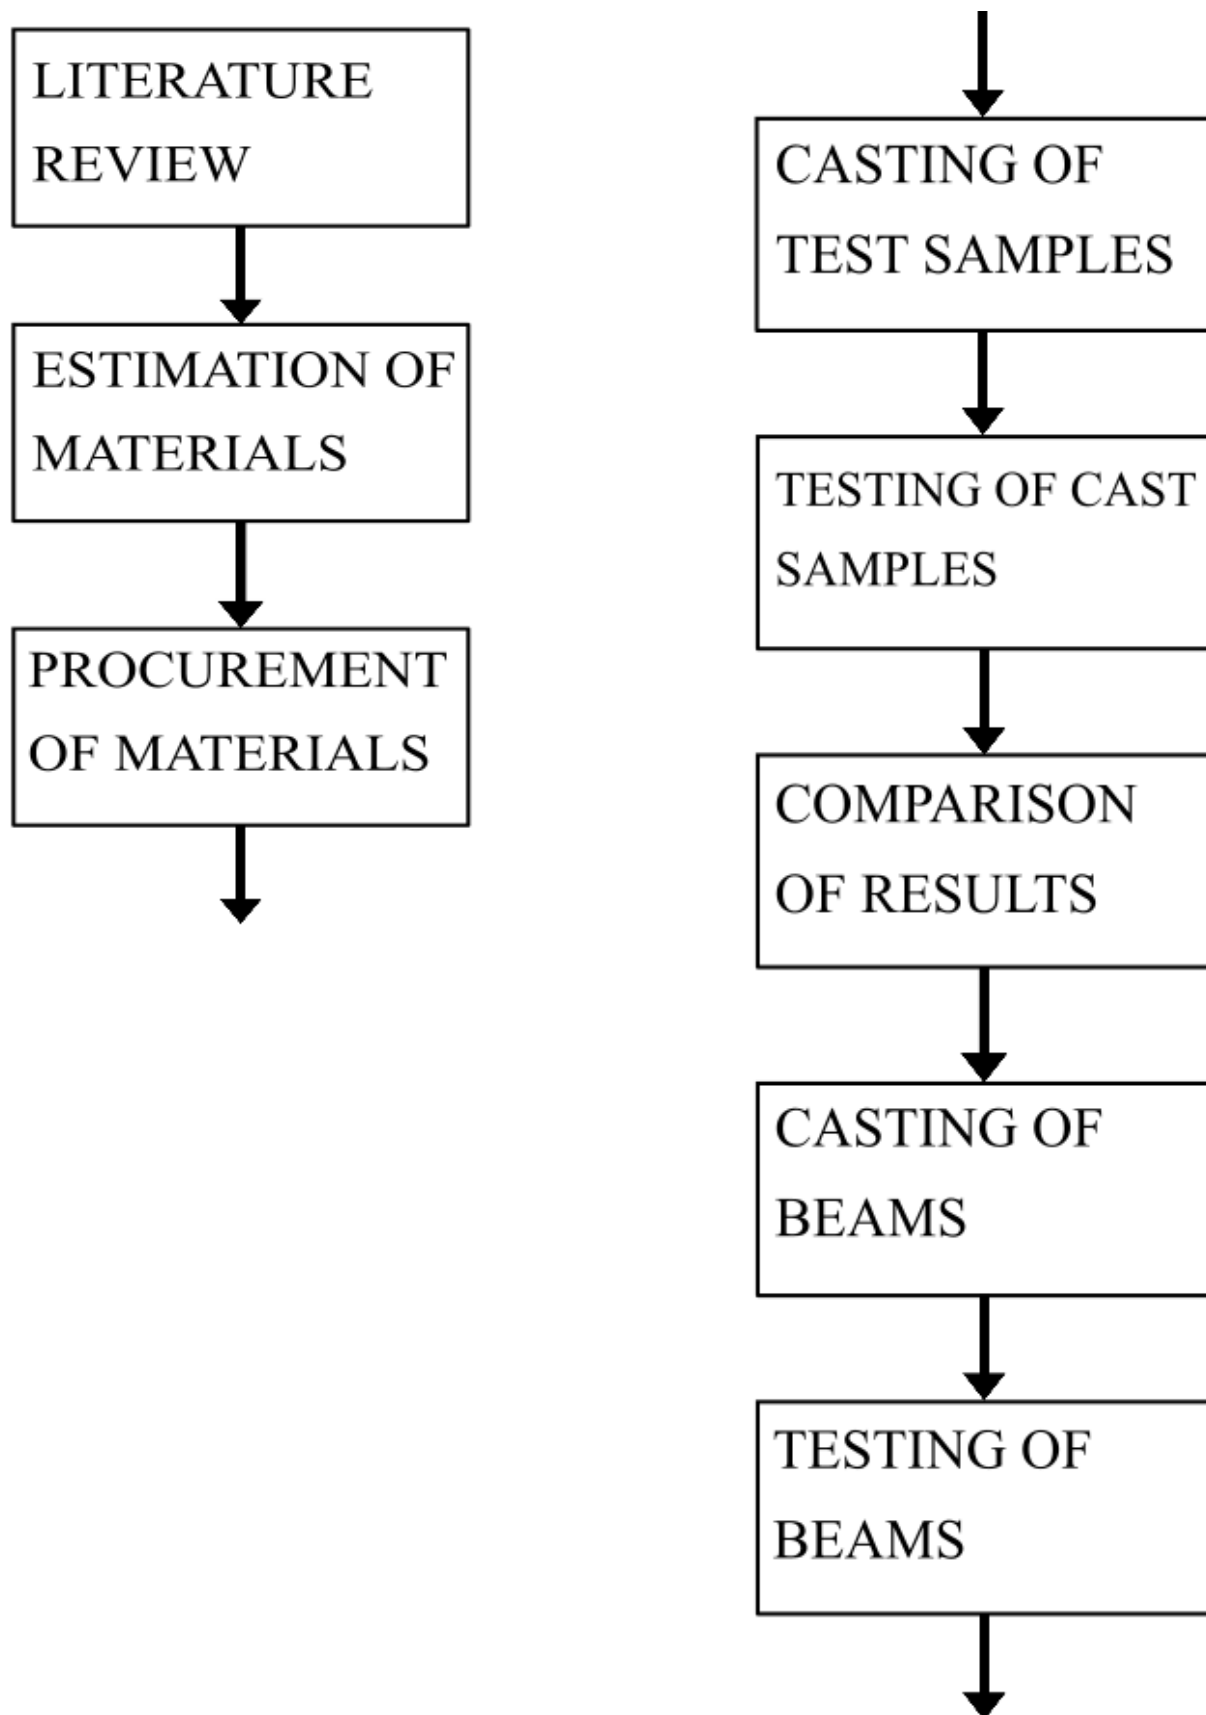 LITERATURE
REVIEW
ESTIMATION OF
MATERIALS
PROCUREMENT
OF MATERIALS
CASTING OF
TEST SAMPLES
TESTING OF CAST
SAMPLES
COMPARISON
OF RESULTS
CASTING OF
BEAMS
TESTING OF
BEAMS